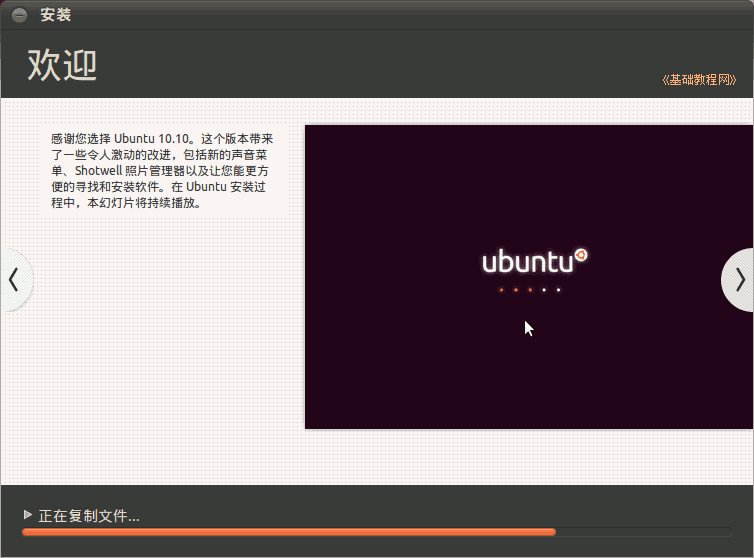 安装
欢迎
《基础教程网》
感谢您选择 Ubuntu 10.10。这个版本带来
了一些令人激动的改进，包括新的声音菜
单、Shotwell 照片管理器以及让您能更方
便的寻找和安装软件。在 Ubuntu 安装过
程中，本幻灯片将持续播放。
ubuntu
正在复制文件...